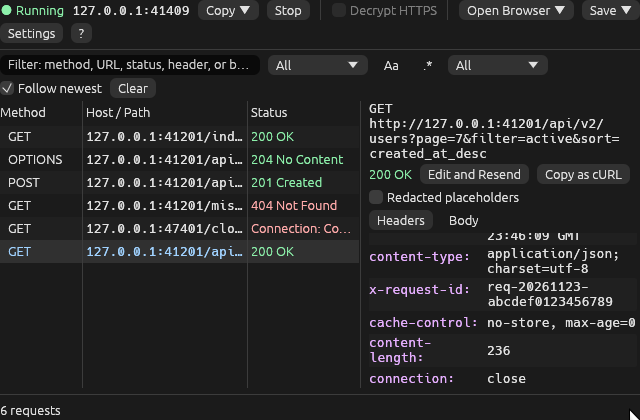 Running 127.0.0.1:41409 Copy ▼ Stop Decrypt HTTPS Open Browser ▼ Save ▼
Settings ?
Filter: method, URL, status, header, or b… All ▼ Aa .* All ▼
Follow newest Clear
Method Host / Path Status
GET 127.0.0.1:41201/ind… 200 OK
OPTIONS 127.0.0.1:41201/api… 204 No Content
POST 127.0.0.1:41201/api… 201 Created
GET 127.0.0.1:41201/mis… 404 Not Found
GET 127.0.0.1:47401/clo… Connection: Co…
GET 127.0.0.1:41201/api… 200 OK
GET
http://127.0.0.1:41201/api/v2/
users?page=7&filter=active&sort=
created_at_desc
200 OK Edit and Resend Copy as cURL
Redacted placeholders
Headers Body
23:46:09 GMT
content-type: application/json;
charset=utf-8
x-request-id: req-20261123-
abcdef0123456789
cache-control: no-store, max-age=0
content-
length: 236
connection: close
6 requests